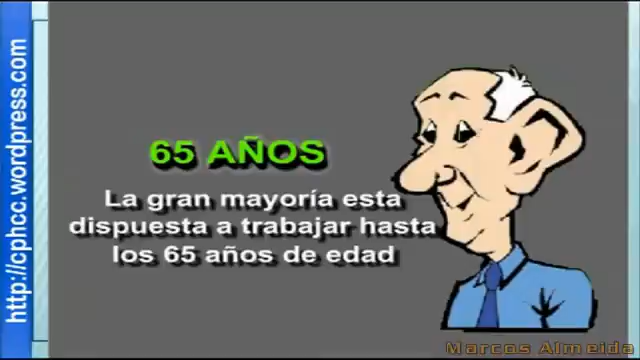 http://cphcc.wordpress.com
65 AÑOS
La gran mayoría esta
dispuesta a trabajar hasta
los 65 años de edad
Marcos Almeida